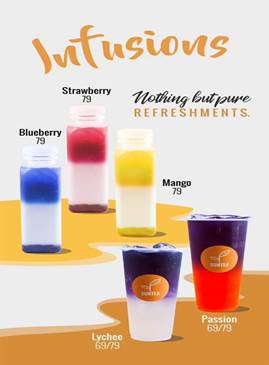 Infusions
Nothing but pure
REFRESHMENTS.
Strawberry
79
Blueberry
79
Mango
79
Lychee
69/79
Passion
69/79